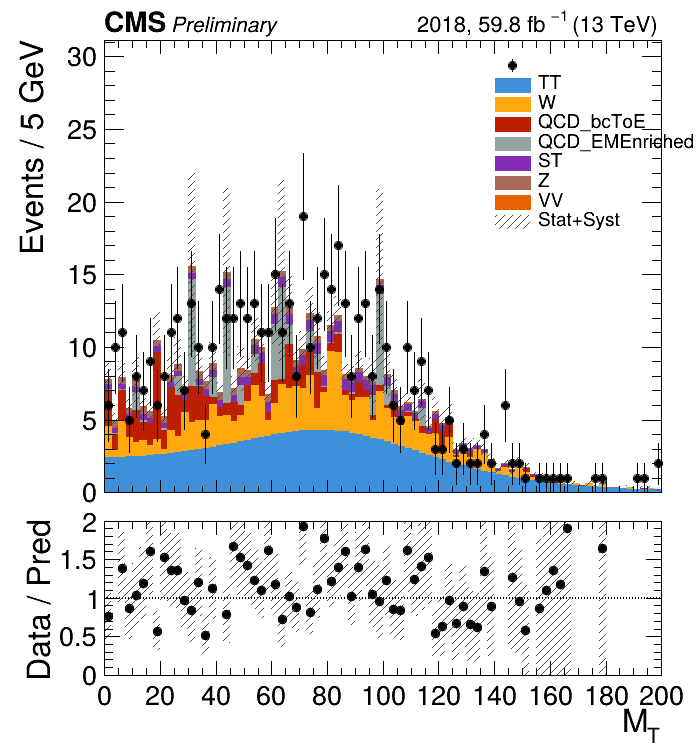 CMS Preliminary 2018, 59.8 fb⁻¹ (13 TeV)
Events / 5 GeV
30
25
20
15
10
5
0
TT
W
QCD_bcToE
QCD_EMEnriched
ST
Z
VV
Stat+Syst
Data / Pred
2
1.5
1
0.5
0
0 20 40 60 80 100 120 140 160 180 200
M_T